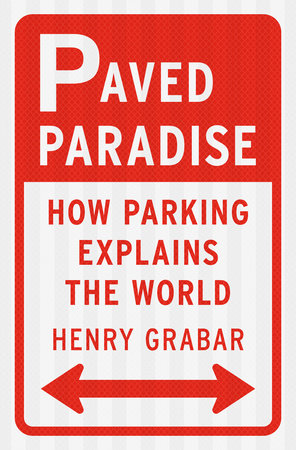 PAVED
PARADISE
HOW PARKING
EXPLAINS
THE WORLD
HENRY GRABAR